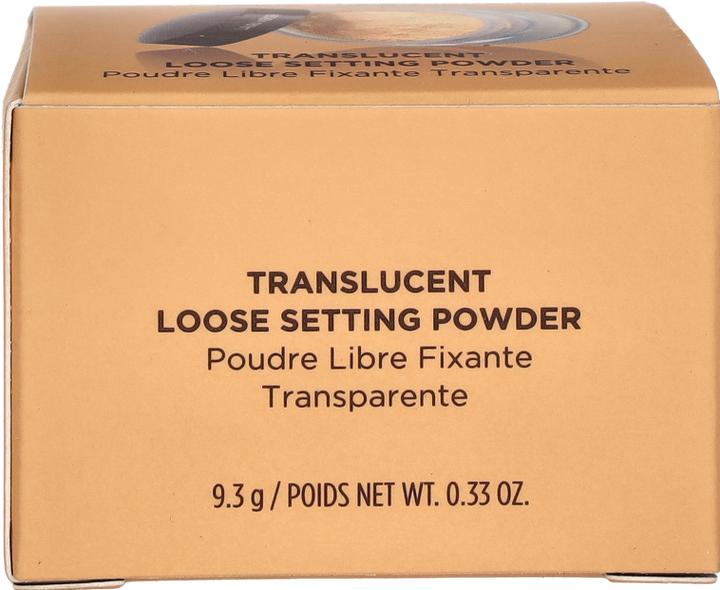 TRANSLUCENT
LOOSE SETTING POWDER
Poudre Libre Fixante Transparente
TRANSLUCENT
LOOSE SETTING POWDER
Poudre Libre Fixante
Transparente
9.3 g / POIDS NET WT. 0.33 OZ.